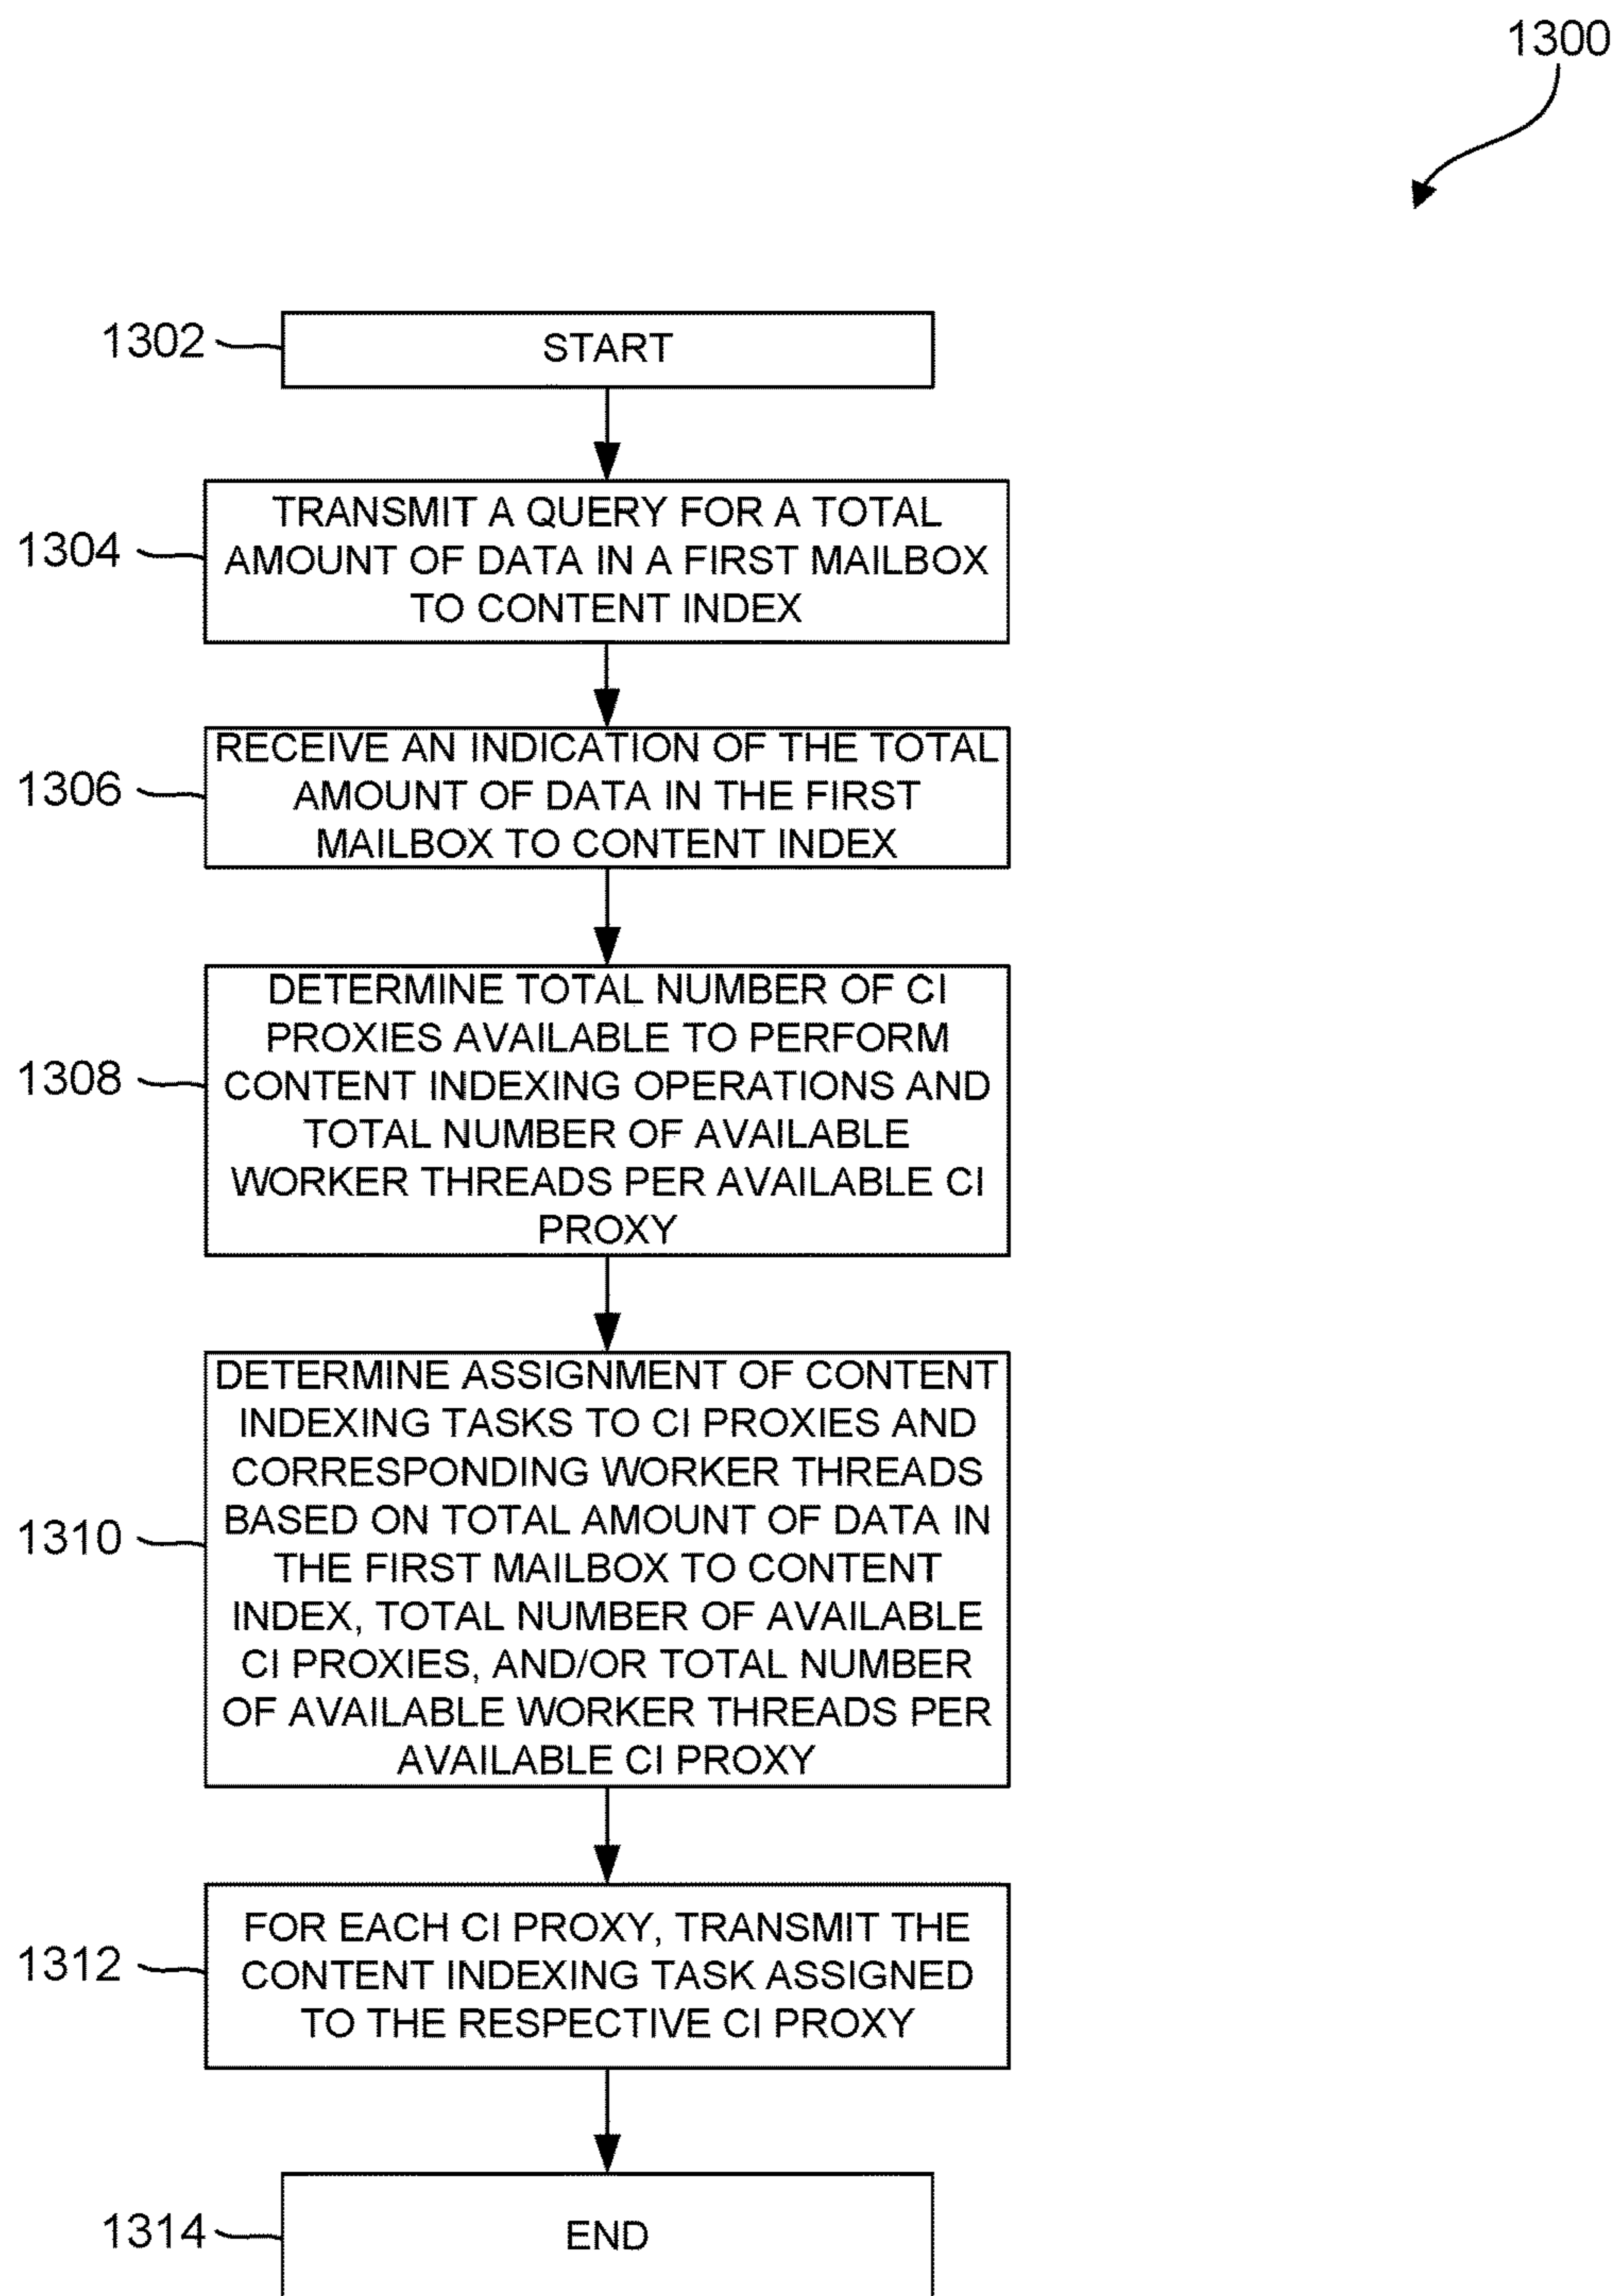 1300
1302
START
1304
TRANSMIT A QUERY FOR A TOTAL
AMOUNT OF DATA IN A FIRST MAILBOX
TO CONTENT INDEX
1306
RECEIVE AN INDICATION OF THE TOTAL
AMOUNT OF DATA IN THE FIRST
MAILBOX TO CONTENT INDEX
1308
DETERMINE TOTAL NUMBER OF CI
PROXIES AVAILABLE TO PERFORM
CONTENT INDEXING OPERATIONS AND
TOTAL NUMBER OF AVAILABLE
WORKER THREADS PER AVAILABLE CI
PROXY
1310
DETERMINE ASSIGNMENT OF CONTENT
INDEXING TASKS TO CI PROXIES AND
CORRESPONDING WORKER THREADS
BASED ON TOTAL AMOUNT OF DATA IN
THE FIRST MAILBOX TO CONTENT
INDEX, TOTAL NUMBER OF AVAILABLE
CI PROXIES, AND/OR TOTAL NUMBER
OF AVAILABLE WORKER THREADS PER
AVAILABLE CI PROXY
1312
FOR EACH CI PROXY, TRANSMIT THE
CONTENT INDEXING TASK ASSIGNED
TO THE RESPECTIVE CI PROXY
1314
END